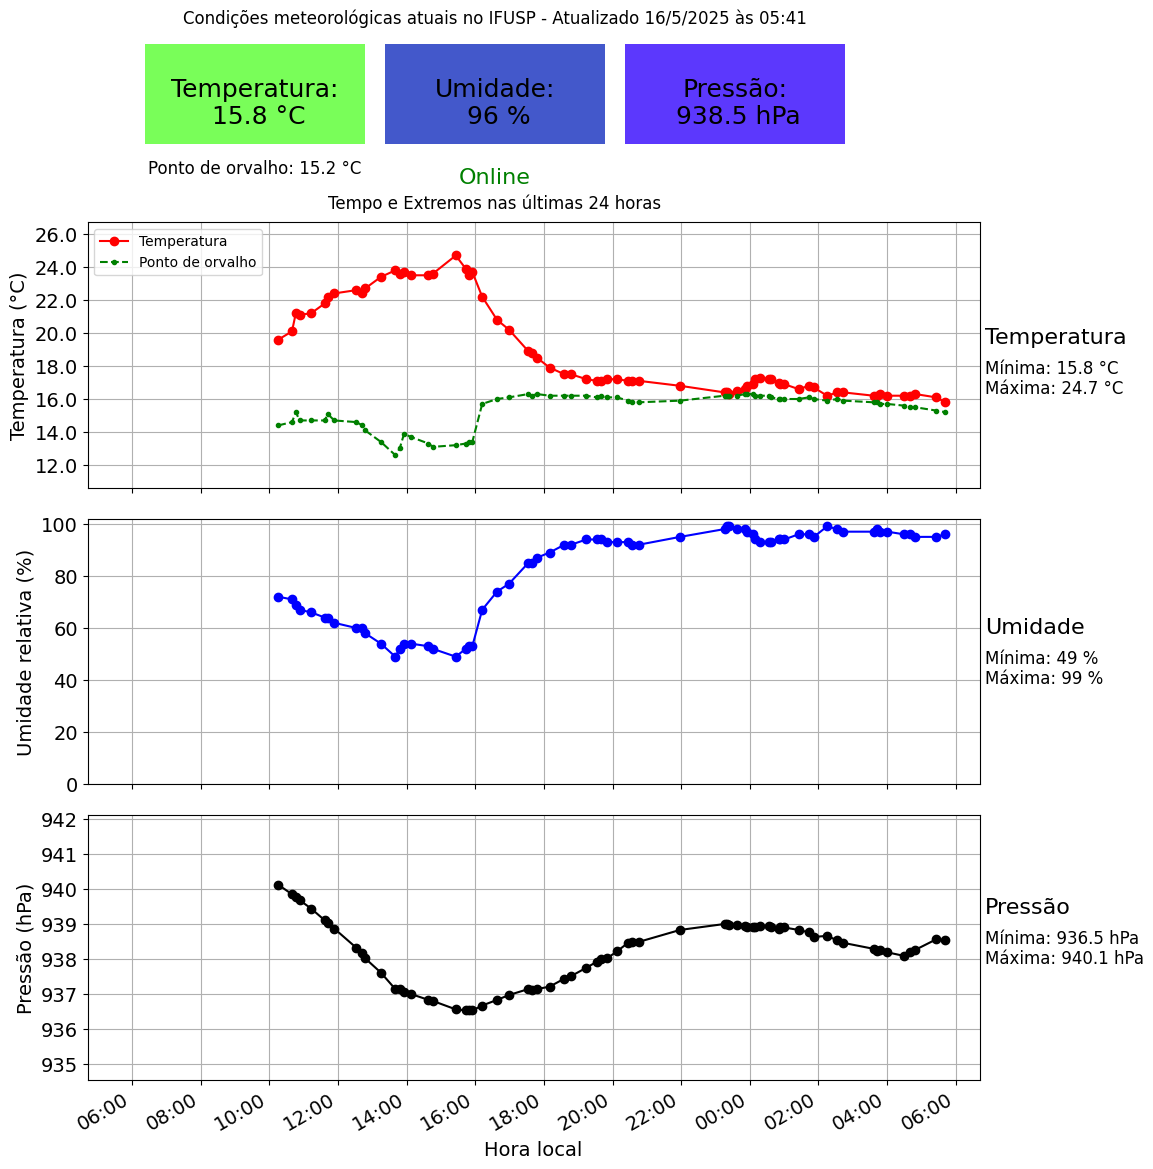 Condições meteorológicas atuais no IFUSP - Atualizado 16/5/2025 às 05:41
Temperatura:
15.8 °C
Umidade:
96 %
Pressão:
938.5 hPa
Ponto de orvalho: 15.2 °C
Online
Tempo e Extremos nas últimas 24 horas
Temperatura (°C)
26.0
24.0
22.0
20.0
18.0
16.0
14.0
12.0
Temperatura
Ponto de orvalho
Temperatura
Mínima: 15.8 °C
Máxima: 24.7 °C
Umidade relativa (%)
100
80
60
40
20
0
Umidade
Mínima: 49 %
Máxima: 99 %
Pressão (hPa)
942
941
940
939
938
937
936
935
Pressão
Mínima: 936.5 hPa
Máxima: 940.1 hPa
06:00 08:00 10:00 12:00 14:00 16:00 18:00 20:00 22:00 00:00 02:00 04:00 06:00
Hora local